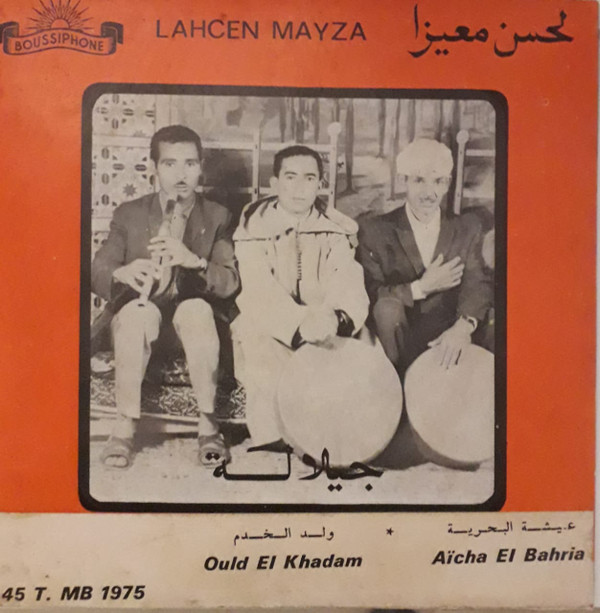 BOUSSIPHONE
LAHCEN MAYZA لحسن معيزا
جيلالة
ولد الخدم * عيشة البحرية
Ould El Khadam Aïcha El Bahria
45 T. MB 1975